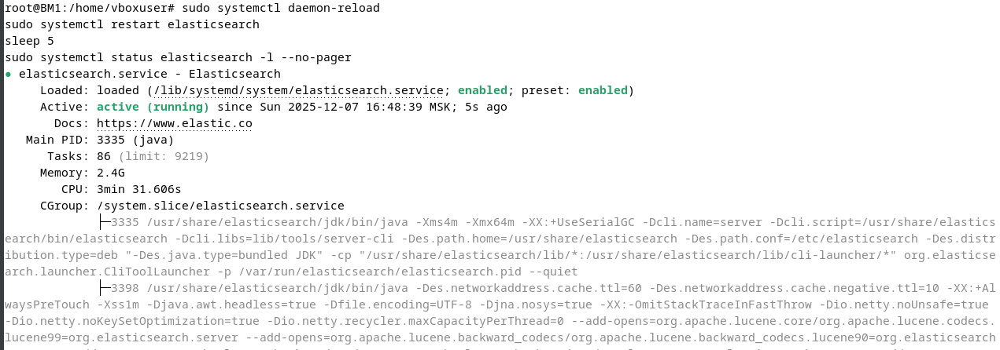 root@BM1:/home/vboxuser# sudo systemctl daemon-reload
sudo systemctl restart elasticsearch
sleep 5
sudo systemctl status elasticsearch -l --no-pager
● elasticsearch.service - Elasticsearch
     Loaded: loaded (/lib/systemd/system/elasticsearch.service; enabled; preset: enabled)
     Active: active (running) since Sun 2025-12-07 16:48:39 MSK; 5s ago
       Docs: https://www.elastic.co
   Main PID: 3335 (java)
      Tasks: 86 (limit: 9219)
     Memory: 2.4G
        CPU: 3min 31.606s
     CGroup: /system.slice/elasticsearch.service
             ├─3335 /usr/share/elasticsearch/jdk/bin/java -Xms4m -Xmx64m -XX:+UseSerialGC -Dcli.name=server -Dcli.script=/usr/share/elastics
earch/bin/elasticsearch -Dcli.libs=lib/tools/server-cli -Des.path.home=/usr/share/elasticsearch -Des.path.conf=/etc/elasticsearch -Des.distr
ibution.type=deb "-Des.java.type=bundled JDK" -cp "/usr/share/elasticsearch/lib/*:/usr/share/elasticsearch/lib/cli-launcher/*" org.elasticse
arch.launcher.CliToolLauncher -p /var/run/elasticsearch/elasticsearch.pid --quiet
             ├─3398 /usr/share/elasticsearch/jdk/bin/java -Des.networkaddress.cache.ttl=60 -Des.networkaddress.cache.negative.ttl=10 -XX:+Al
waysPreTouch -Xss1m -Djava.awt.headless=true -Dfile.encoding=UTF-8 -Djna.nosys=true -XX:-OmitStackTraceInFastThrow -Dio.netty.noUnsafe=true
-Dio.netty.noKeySetOptimization=true -Dio.netty.recycler.maxCapacityPerThread=0 --add-opens=org.apache.lucene.core/org.apache.lucene.codecs.
lucene99=org.elasticsearch.server --add-opens=org.apache.lucene.backward_codecs/org.apache.lucene.backward_codecs.lucene90=org.elasticsearch